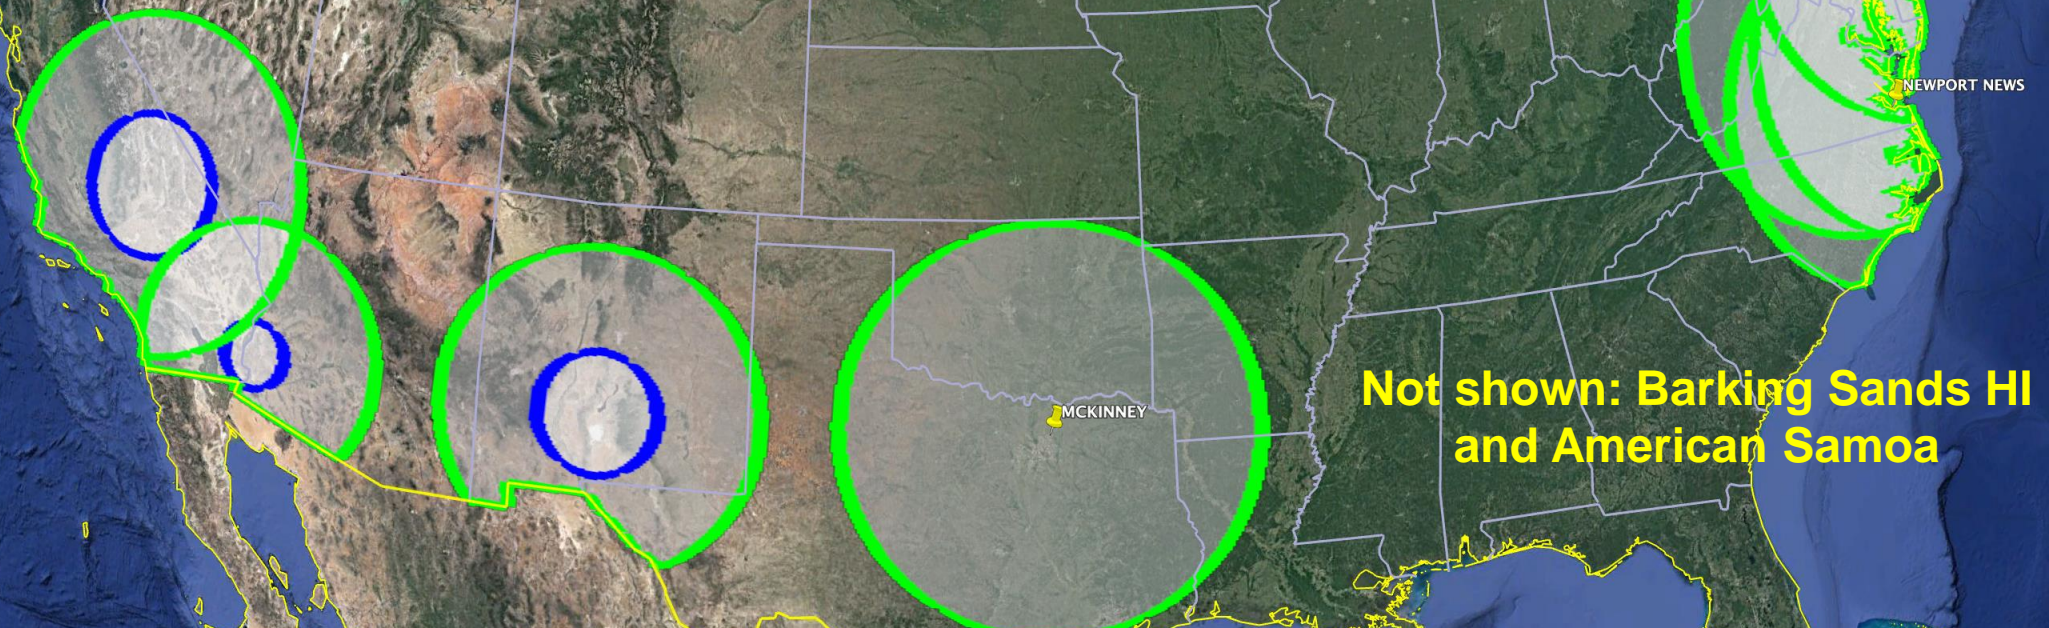 NEWPORT NEWS
MCKINNEY
Not shown: Barking Sands HI
and American Samoa